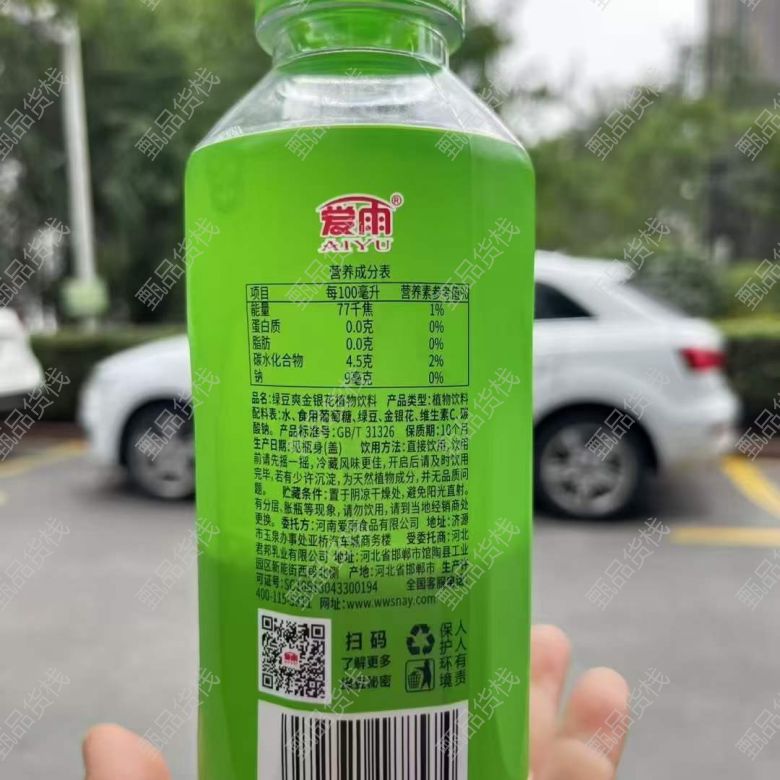 爱雨®
AIYU
营养成分表
项目 每100毫升 营养素参考值%
能量 77千焦 1%
蛋白质 0.0克 0%
脂肪 0.0克 0%
碳水化合物 4.5克 2%
钠 9毫克 0%
品名:绿豆爽金银花植物饮料 产品类型:植物饮料
配料表:水、食用葡萄糖、绿豆、金银花、维生素C、碳
酸钠。产品标准号:GB/T 31326 保质期:10个月
生产日期:见瓶身(盖) 饮用方法:直接饮用,饮用
前请先摇一摇,冷藏风味更佳,开启后请及时饮用
完毕,若有少许沉淀,为天然植物成分,并无品质问
题。 贮藏条件:置于阴凉干燥处,避免阳光直射。
有分层、胀瓶等现象,请勿饮用,请到当地经销商处
更换。委托方:河南爱雨食品有限公司 地址:济源
市玉泉办事处亚桥汽车城商务楼 受委托商:河北
君邦乳业有限公司 地址:河北省邯郸市馆陶县工业
园区新能街西段北侧 产地:河北省邯郸市 生产许
可证号: 全国客服电话:
400-115- 网址:www.wwsnay.com
扫码
了解更多
爱雨秘密
保护环境
人人有责
甄品货栈